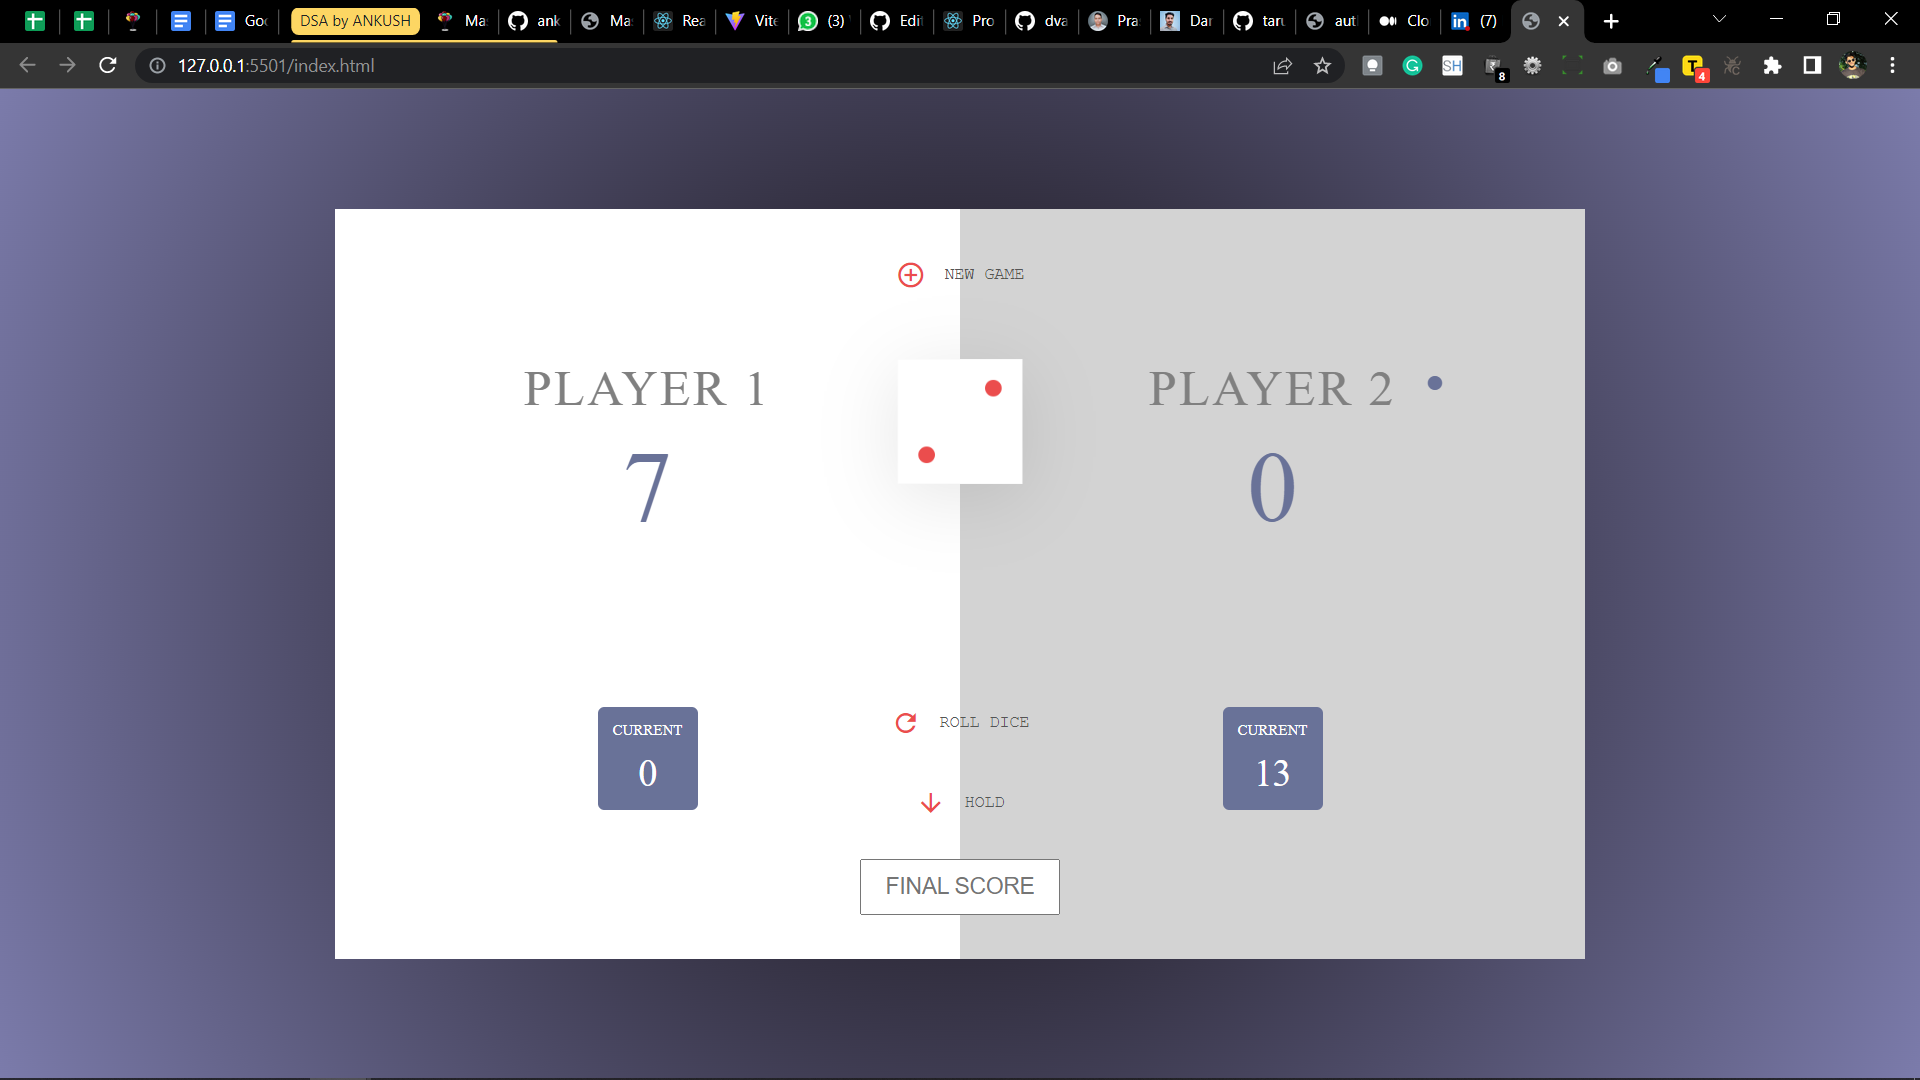 Goo DSA by ANKUSH Ma ank Ma Rea Vite (3) Edi Pro dva Pra Dar taru aut Clo in (7)
127.0.0.1:5501/index.html
SH 8 T 4
NEW GAME
PLAYER 1
PLAYER 2
7
0
CURRENT
0
ROLL DICE
HOLD
CURRENT
13
FINAL SCORE